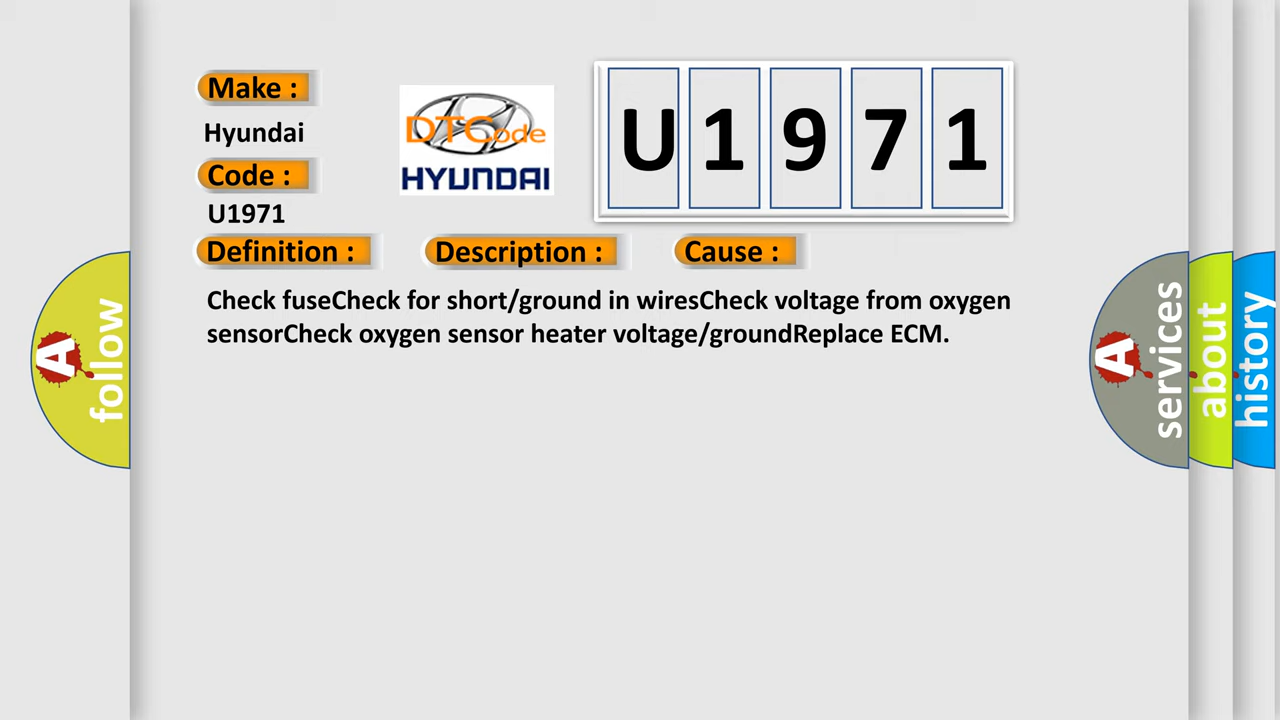 Make :
Hyundai
Code :
U1971
DTCode
HYUNDAI
U1971
Definition :
Description :
Cause :
Check fuseCheck for short/ground in wiresCheck voltage from oxygen
sensorCheck oxygen sensor heater voltage/groundReplace ECM.
A
follow
A
services
about
history